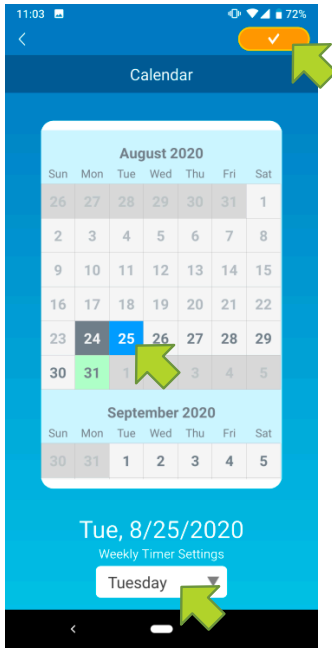 11:03 72%
Calendar
August 2020
Sun Mon Tue Wed Thu Fri Sat
26 27 28 29 30 31 1
2 3 4 5 6 7 8
9 10 11 12 13 14 15
16 17 18 19 20 21 22
23 24 25 26 27 28 29
30 31 1 3 4 5
September 2020
Sun Mon Tue Wed Thu Fri Sat
30 31 1 2 3 4 5
Tue, 8/25/2020
Weekly Timer Settings
Tuesday